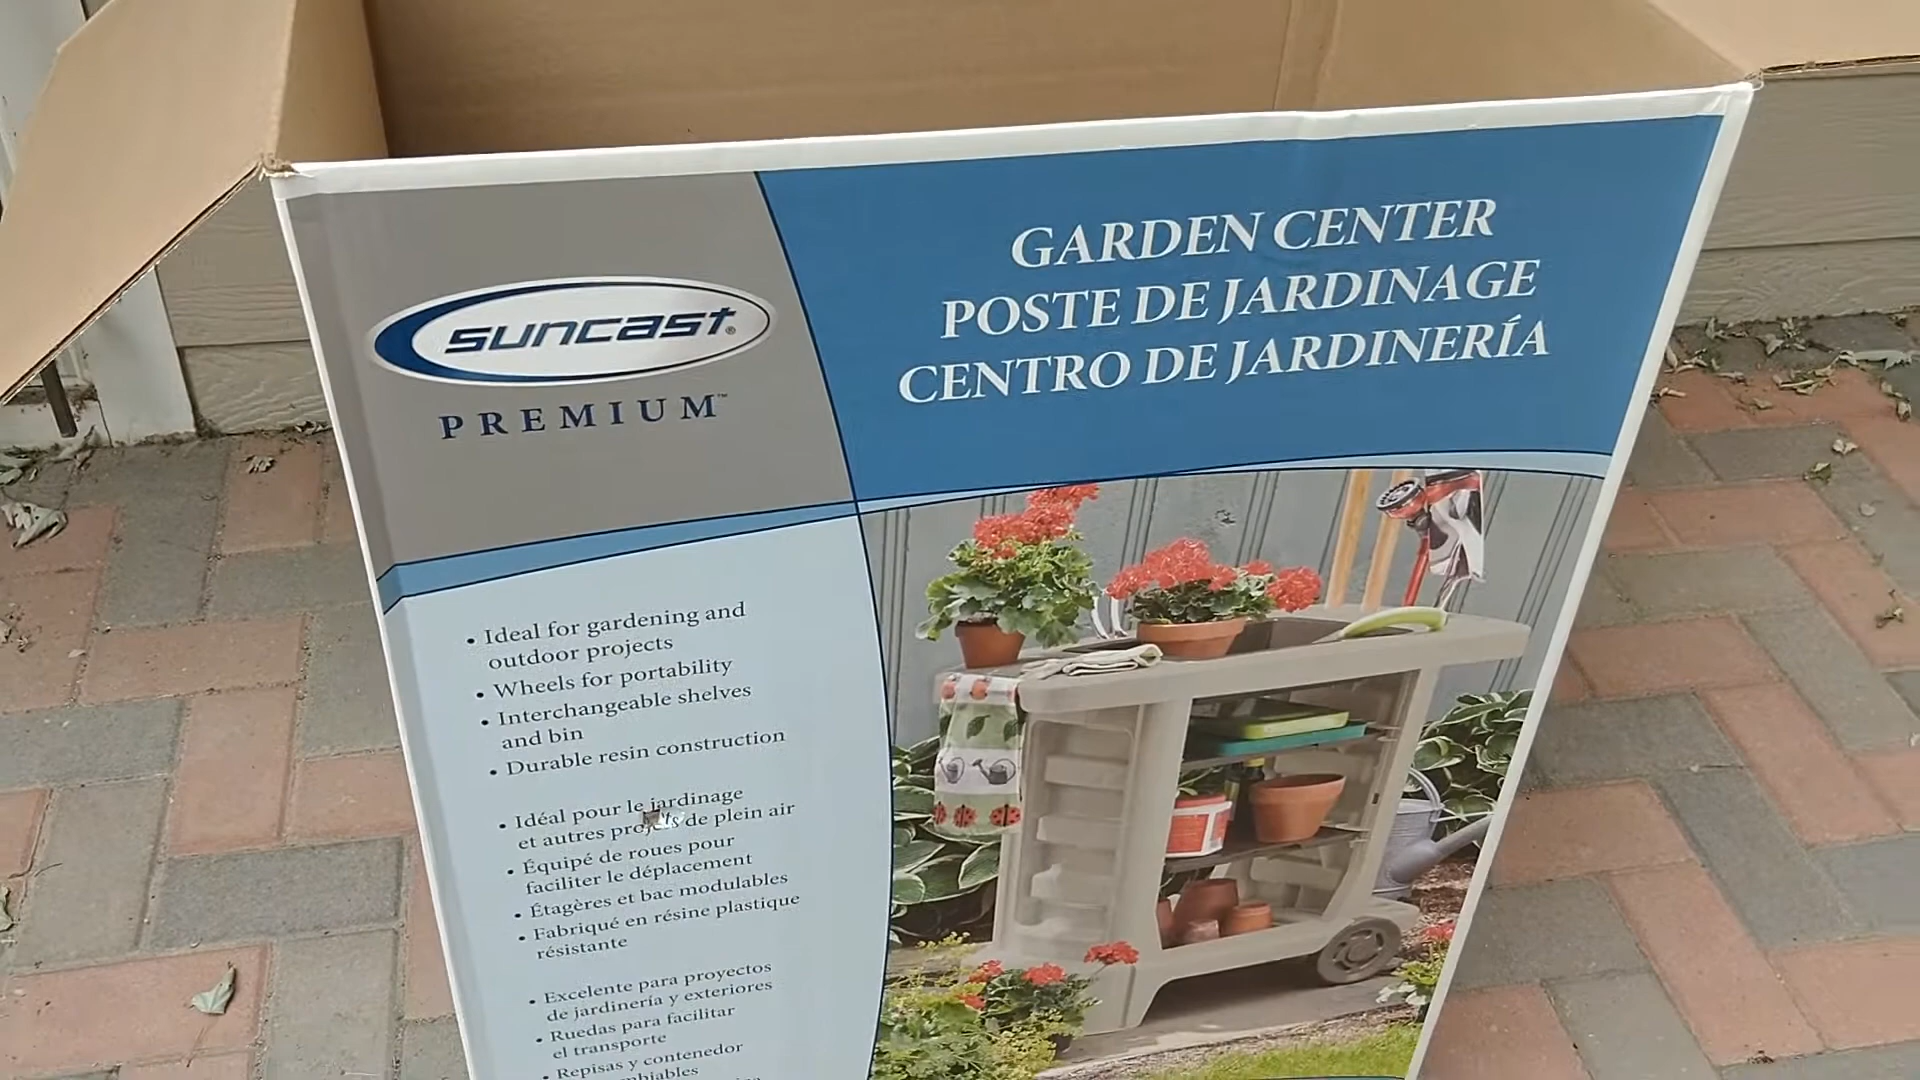 suncast®
PREMIUM™
GARDEN CENTER
POSTE DE JARDINAGE
CENTRO DE JARDINERÍA
• Ideal for gardening and
outdoor projects
• Wheels for portability
• Interchangeable shelves
and bin
• Durable resin construction
• Idéal pour le jardinage
et autres projets de plein air
• Équipé de roues pour
faciliter le déplacement
• Étagères et bac modulables
• Fabriqué en résine plastique
résistante
• Excelente para proyectos
de jardinería y exteriores
• Ruedas para facilitar
el transporte
• Repisas y contenedor